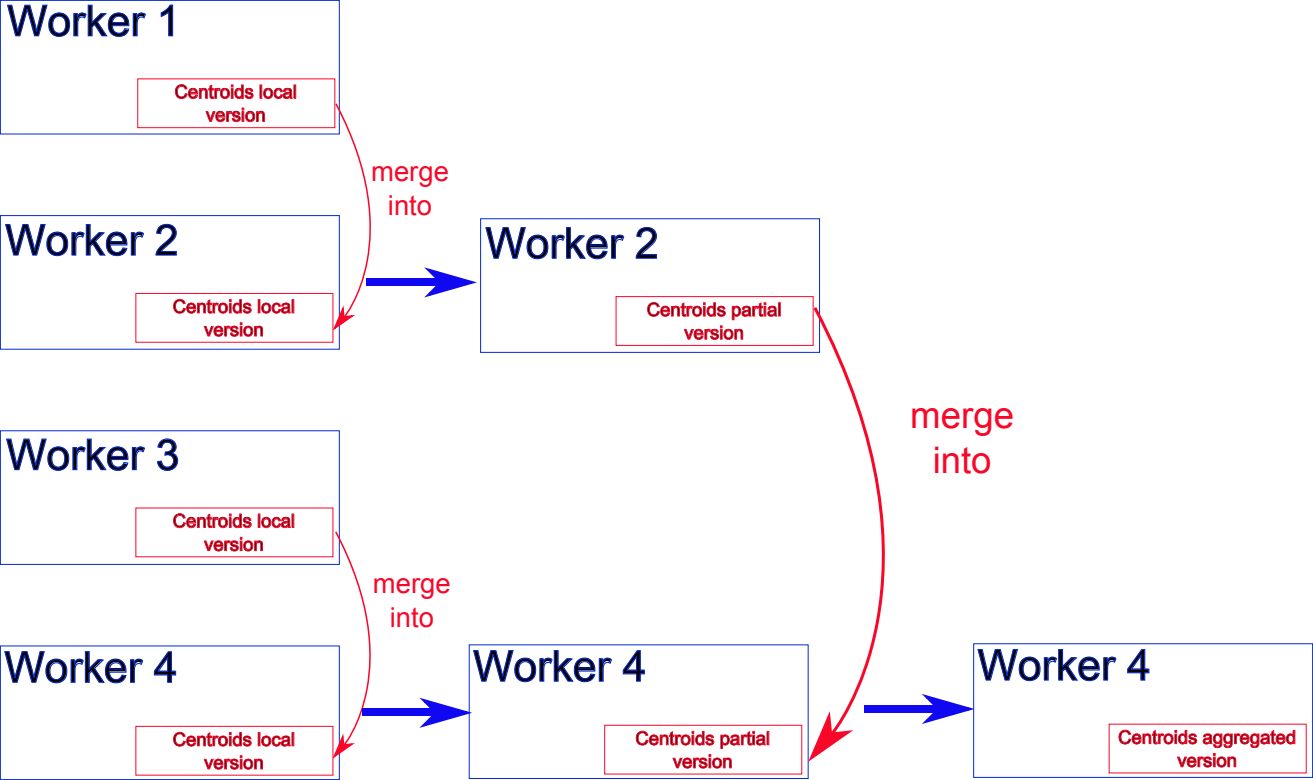 Worker 1
Centroids local
version
merge
into
Worker 2
Centroids local
version
Worker 2
Centroids partial
version
merge
into
Worker 3
Centroids local
version
merge
into
Worker 4
Centroids local
version
Worker 4
Centroids partial
version
Worker 4
Centroids aggregated
version